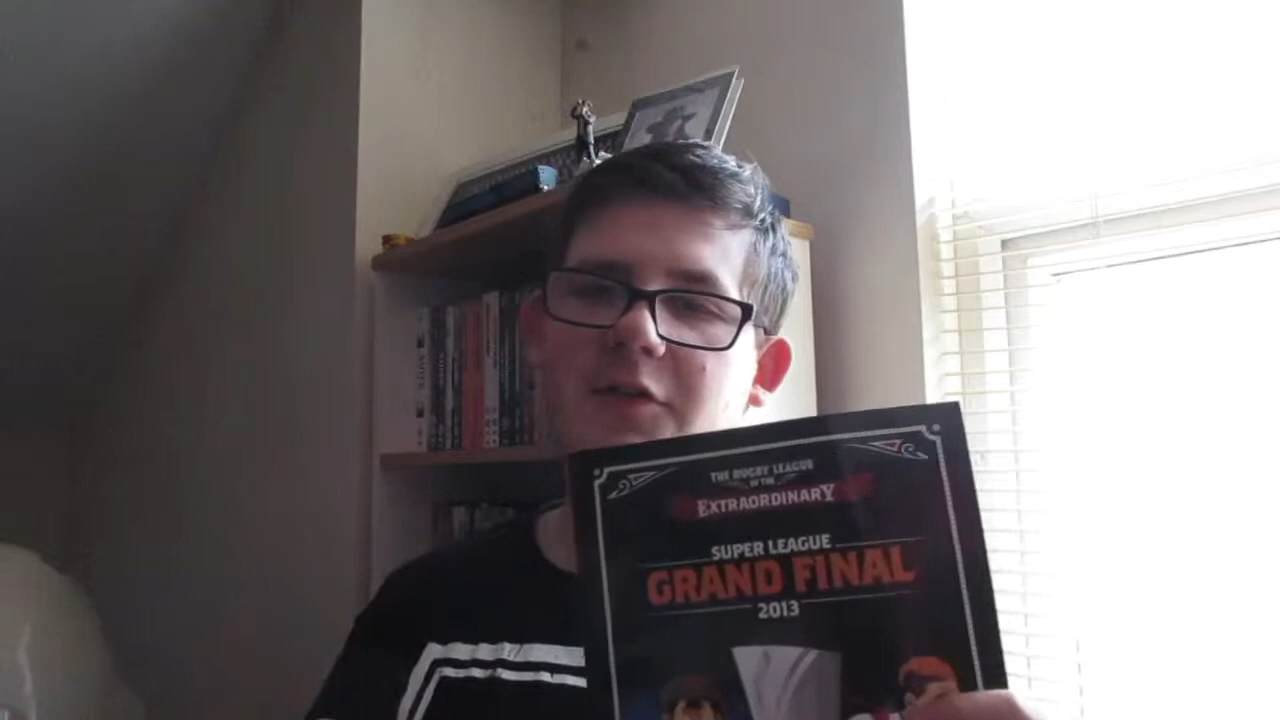 THE RUGBY LEAGUE
OF THE
EXTRAORDINARY
SUPER LEAGUE
GRAND FINAL
2013